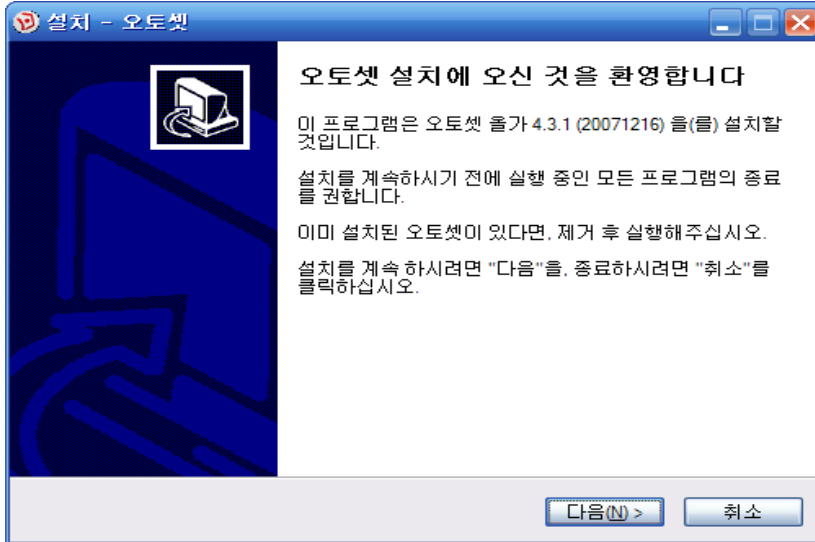 설치 - 오토셋
오토셋 설치에 오신 것을 환영합니다
이 프로그램은 오토셋 올가 4.3.1 (20071216) 을(를) 설치할
것입니다.
설치를 계속하시기 전에 실행 중인 모든 프로그램의 종료
를 권합니다.
이미 설치된 오토셋이 있다면, 제거 후 실행해주십시오.
설치를 계속 하시려면 "다음"을, 종료하시려면 "취소"를
클릭하십시오.
다음(N) >
취소